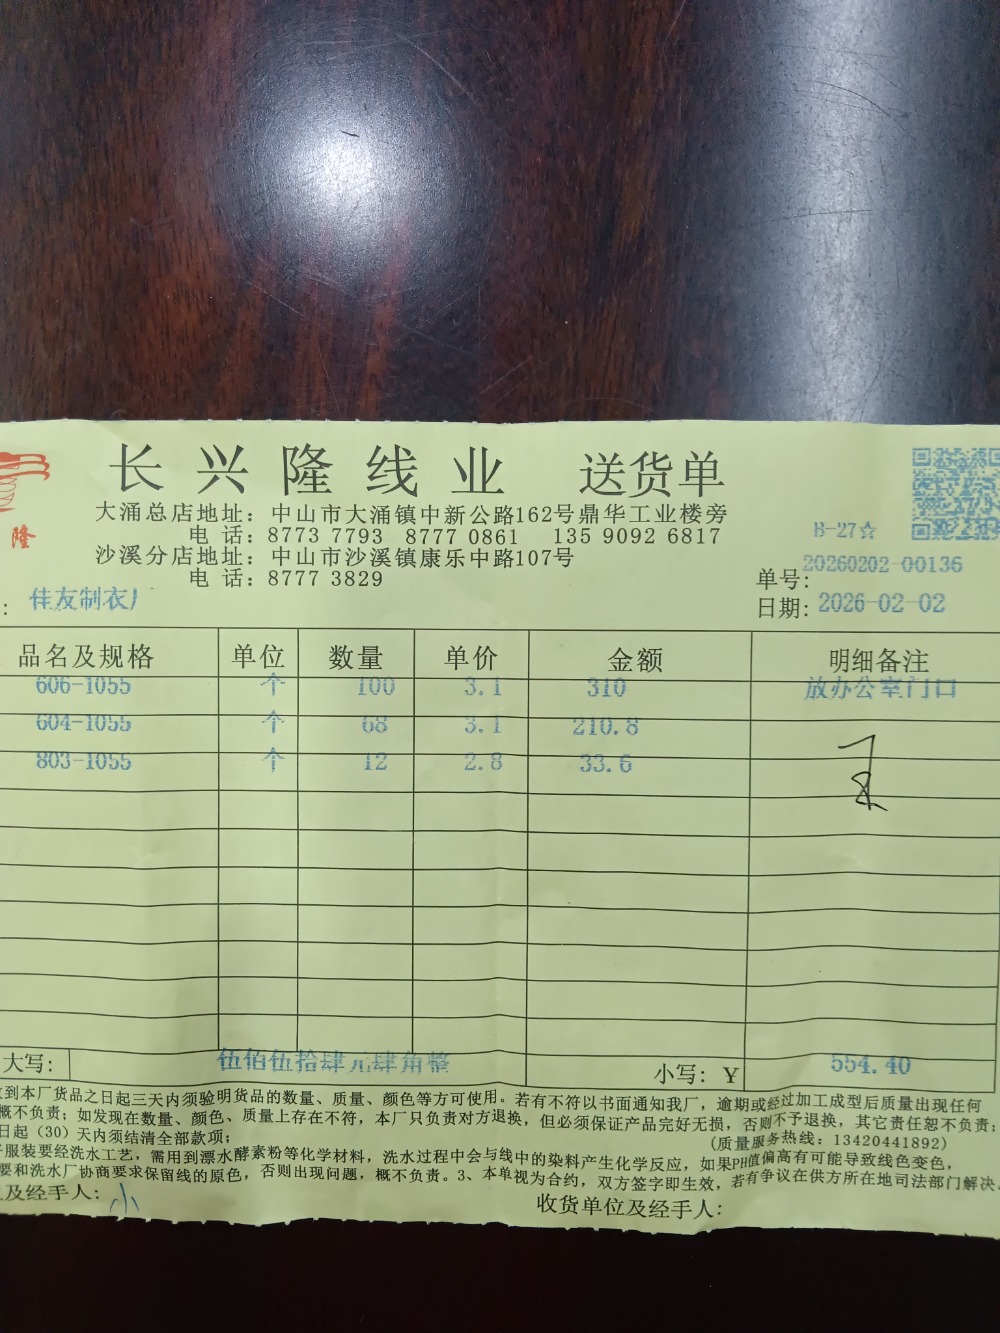 长兴隆线业 送货单
大涌总店地址：中山市大涌镇中新公路162号鼎华工业楼旁
电 话：8773 7793 8777 0861 135 9092 6817
沙溪分店地址：中山市沙溪镇康乐中路107号
电 话：8777 3829
隆
B-27☆
单号：20260202-00136
：佳友制衣厂
日期：2026-02-02
品名及规格 单位 数量 单价 金额 明细备注
606-1055 个 100 3.1 310 放办公室门口
604-1055 个 68 3.1 210.8
803-1055 个 12 2.8 33.6
大写： 伍佰伍拾肆元肆角整 小写：Y 554.40
到本厂货品之日起三天内须验明货品的数量、质量、颜色等方可使用。若有不符以书面通知我厂，逾期或经过加工成型后质量出现任何
概不负责；如发现在数量、颜色、质量上存在不符，本厂只负责对方退换，但必须保证产品完好无损，否则不予退换，其它责任恕不负责；
日起（30）天内须结清全部款项；
（质量服务热线：13420441892）
服装要经洗水工艺，需用到漂水酵素粉等化学材料，洗水过程中会与线中的染料产生化学反应，如果PH值偏高有可能导致线色变色，
要和洗水厂协商要求保留线的原色，否则出现问题，概不负责。3、本单视为合约，双方签字即生效，若有争议在供方所在地司法部门解决。
及经手人：小
收货单位及经手人：